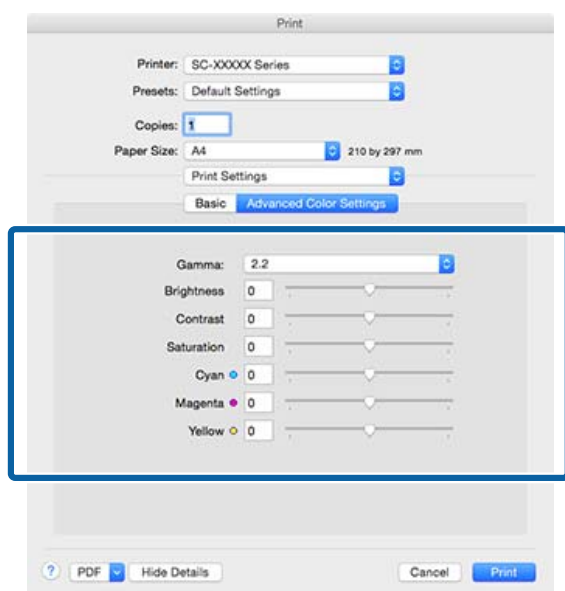 Print
Printer: SC-XXXXX Series
Presets: Default Settings
Copies: 1
Paper Size: A4 210 by 297 mm
Print Settings
Basic Advanced Color Settings
Gamma: 2.2
Brightness 0
Contrast 0
Saturation 0
Cyan 0
Magenta 0
Yellow 0
? PDF Hide Details Cancel Print